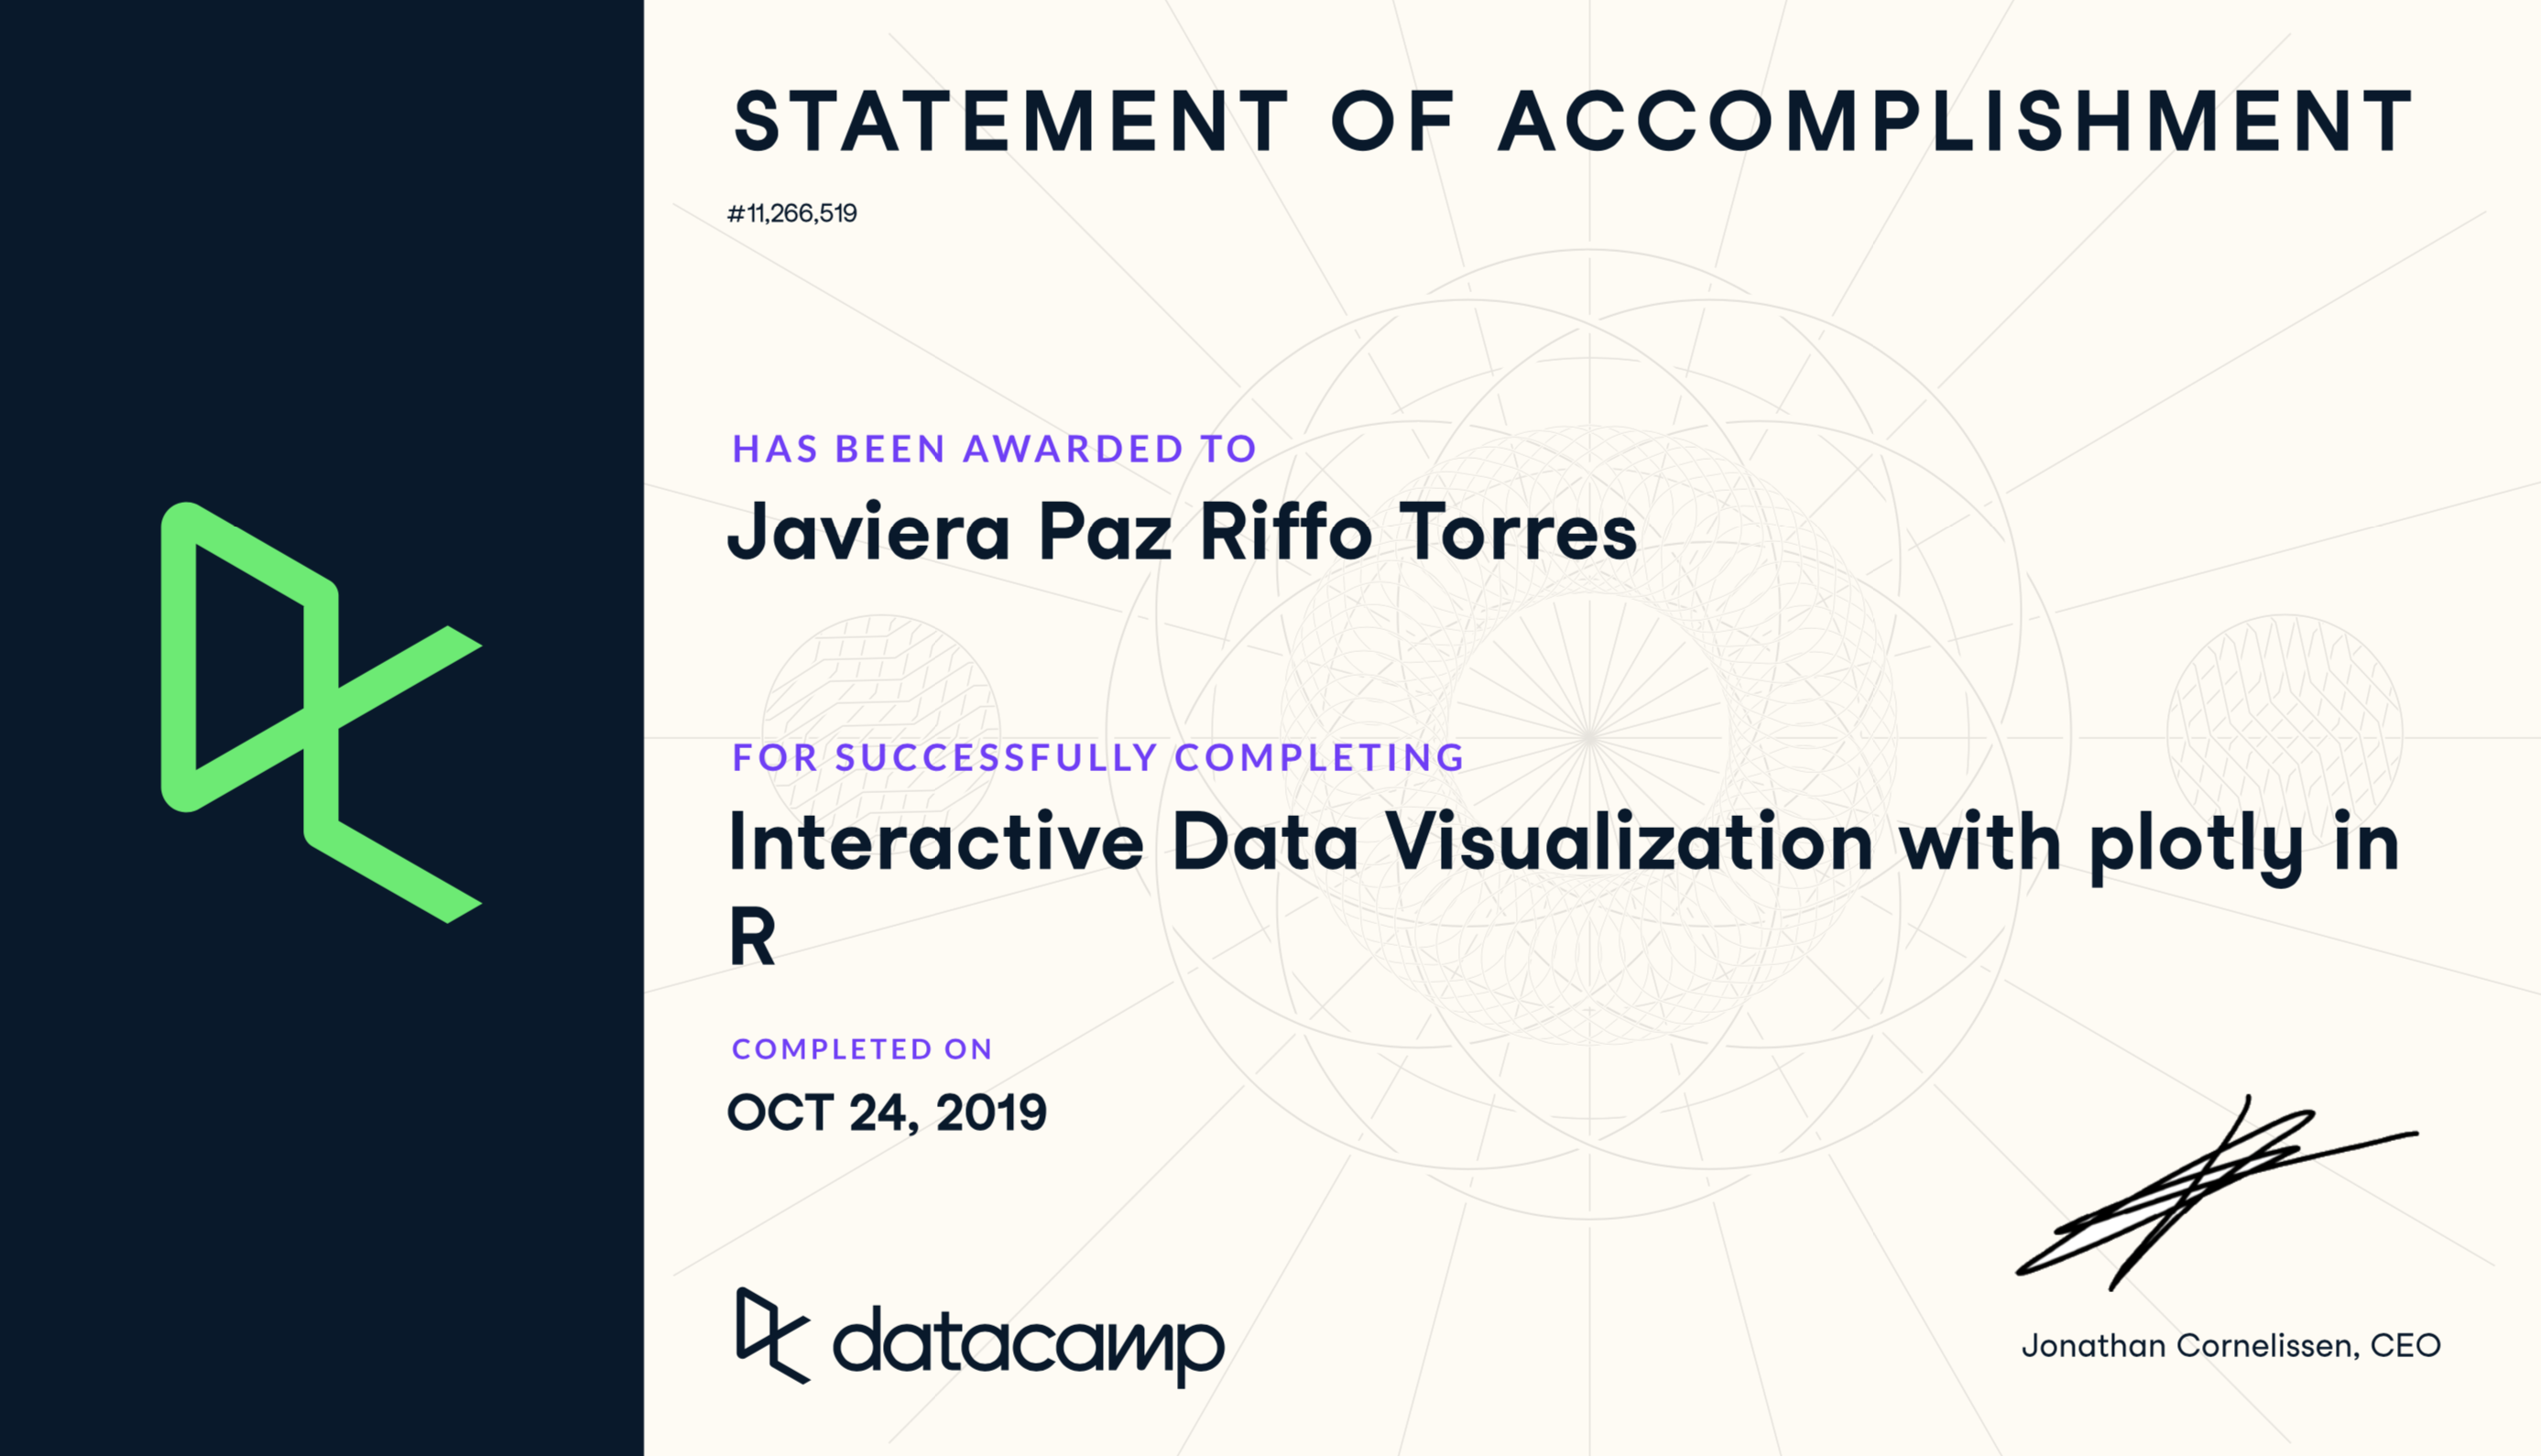 STATEMENT OF ACCOMPLISHMENT
#11,266,519
HAS BEEN AWARDED TO
Javiera Paz Riffo Torres
FOR SUCCESSFULLY COMPLETING
Interactive Data Visualization with plotly in
R
COMPLETED ON
OCT 24, 2019
datacamp
Jonathan Cornelissen, CEO